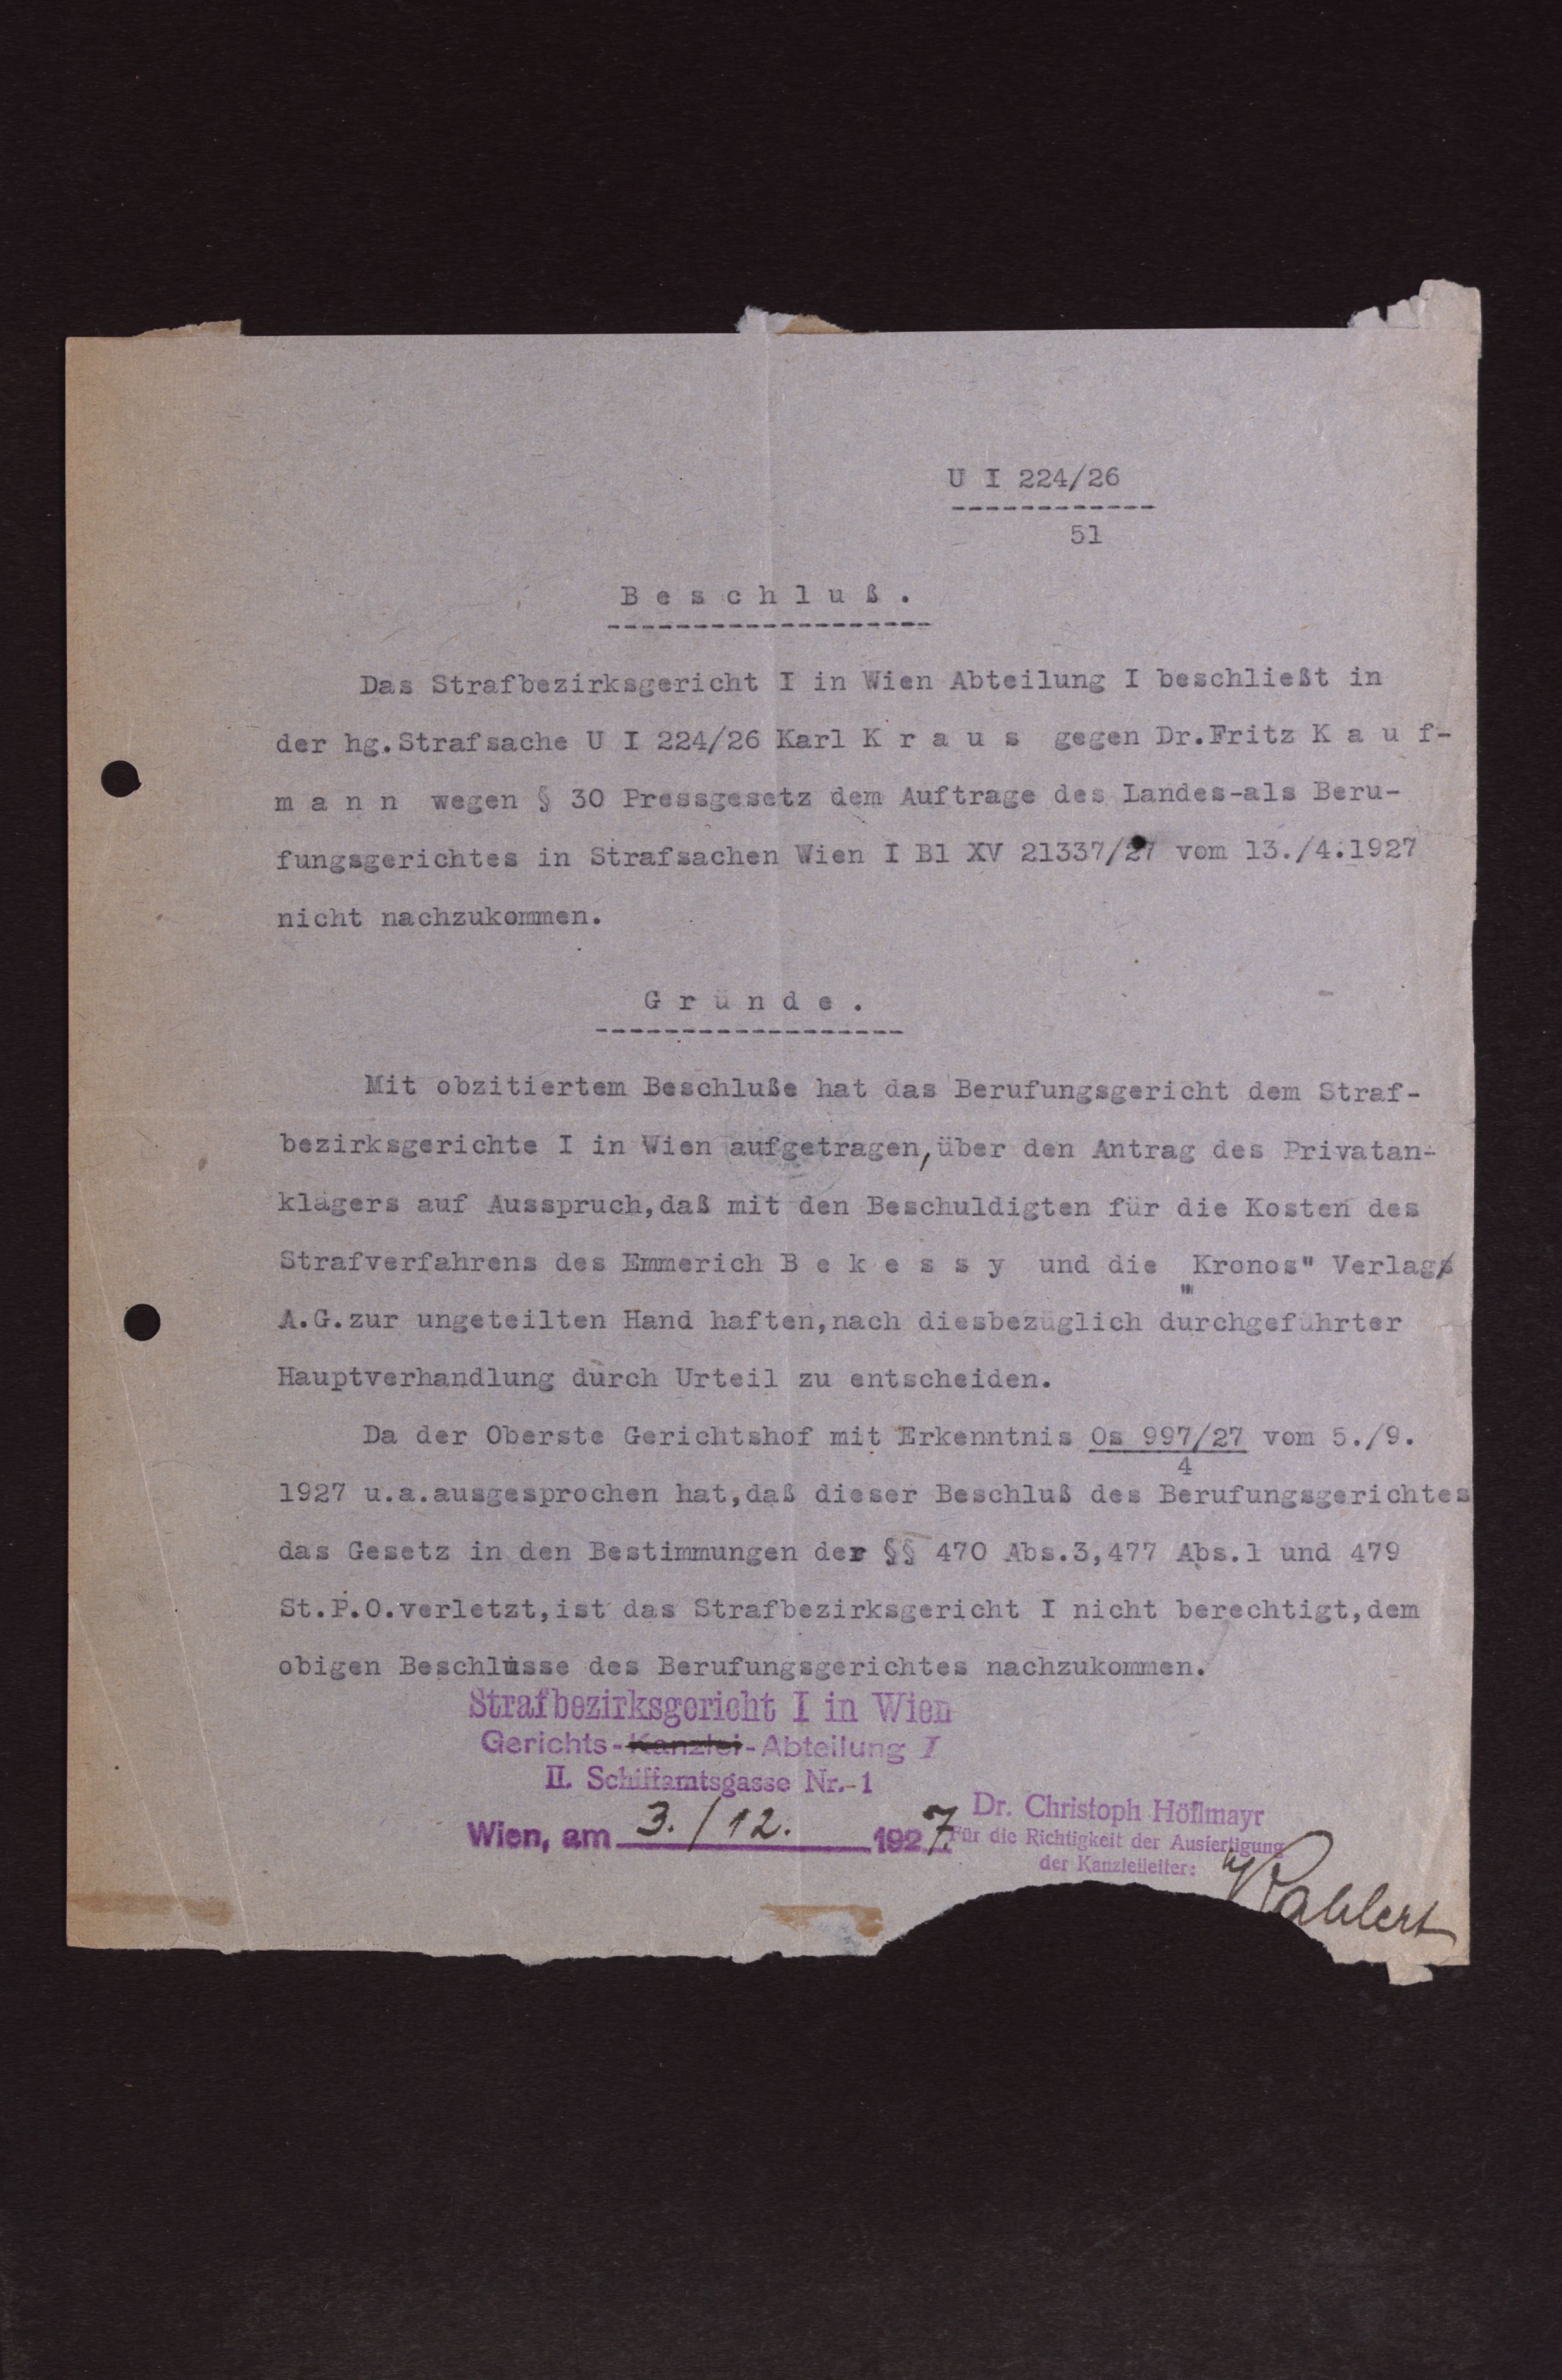 U I 224/26
------------
51
B e s c h l u ß .
-------------------
Das Strafbezirksgericht I in Wien Abteilung I beschließt in
der hg.Strafsache U I 224/26 Karl K r a u s gegen Dr.Fritz K a u f-
m a n n wegen § 30 Pressgesetz dem Auftrage des Landes-als Beru-
fungsgerichtes in Strafsachen Wien I Bl XV 21337/27 vom 13./4.1927
nicht nachzukommen.
G r ü n d e .
------------------
Mit obzitiertem Beschluße hat das Berufungsgericht dem Straf-
bezirksgerichte I in Wien aufgetragen,über den Antrag des Privatan-
klägers auf Ausspruch,daß mit den Beschuldigten für die Kosten des
Strafverfahrens des Emmerich B e k e s s y und die "Kronos" Verlags
A.G.zur ungeteilten Hand haften,nach diesbezüglich durchgeführter
Hauptverhandlung durch Urteil zu entscheiden.
Da der Oberste Gerichtshof mit Erkenntnis Os 997/27 vom 5./9.
4
1927 u.a.ausgesprochen hat,daß dieser Beschluß des Berufungsgerichtes
das Gesetz in den Bestimmungen der §§ 470 Abs.3,477 Abs.1 und 479
St.P.O.verletzt,ist das Strafbezirksgericht I nicht berechtigt,dem
obigen Beschlusse des Berufungsgerichtes nachzukommen.
Strafbezirksgericht I in Wien
Gerichts-Kanzlei-Abteilung I
II. Schiffamtsgasse Nr.-1
Wien, am 3./12. 1927.
Dr. Christoph Höflmayr
Für die Richtigkeit der Ausfertigung
der Kanzleileiter: